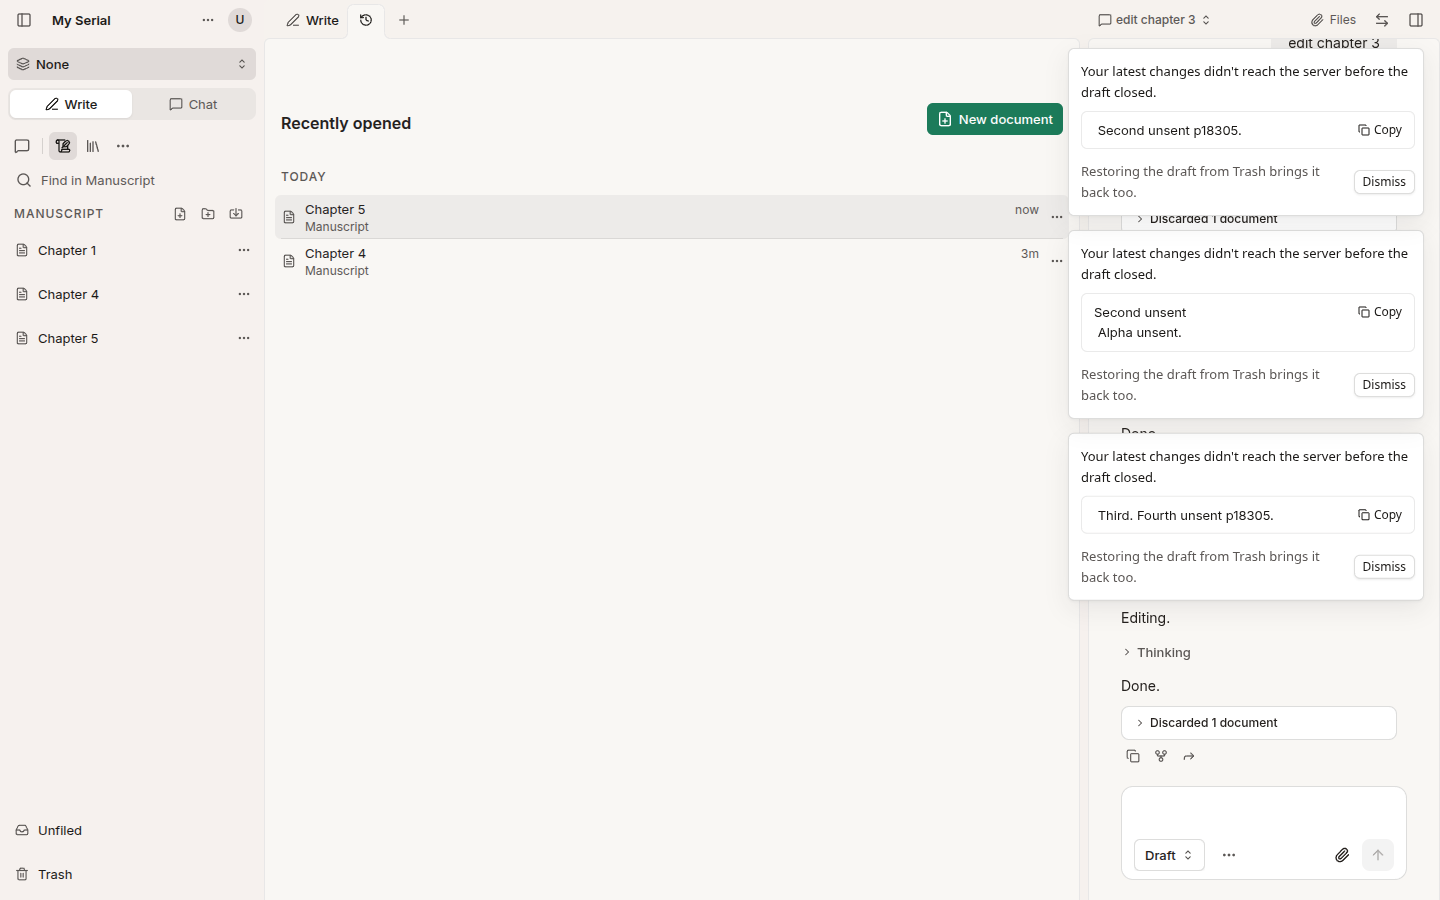 My Serial
U
None
Write
Chat
Find in Manuscript
MANUSCRIPT
Chapter 1
Chapter 4
Chapter 5
Unfiled
Trash
Write
Recently opened
New document
TODAY
Chapter 5
Manuscript
now
Chapter 4
Manuscript
3m
edit chapter 3
Files
edit chapter 3
Your latest changes didn't reach the server before the
draft closed.
Second unsent p18305.
Copy
Restoring the draft from Trash brings it
back too.
Dismiss
Discarded 1 document
Your latest changes didn't reach the server before the
draft closed.
Second unsent
Alpha unsent.
Copy
Restoring the draft from Trash brings it
back too.
Dismiss
Done.
Your latest changes didn't reach the server before the
draft closed.
Third. Fourth unsent p18305.
Copy
Restoring the draft from Trash brings it
back too.
Dismiss
Editing.
Thinking
Done.
Discarded 1 document
Draft